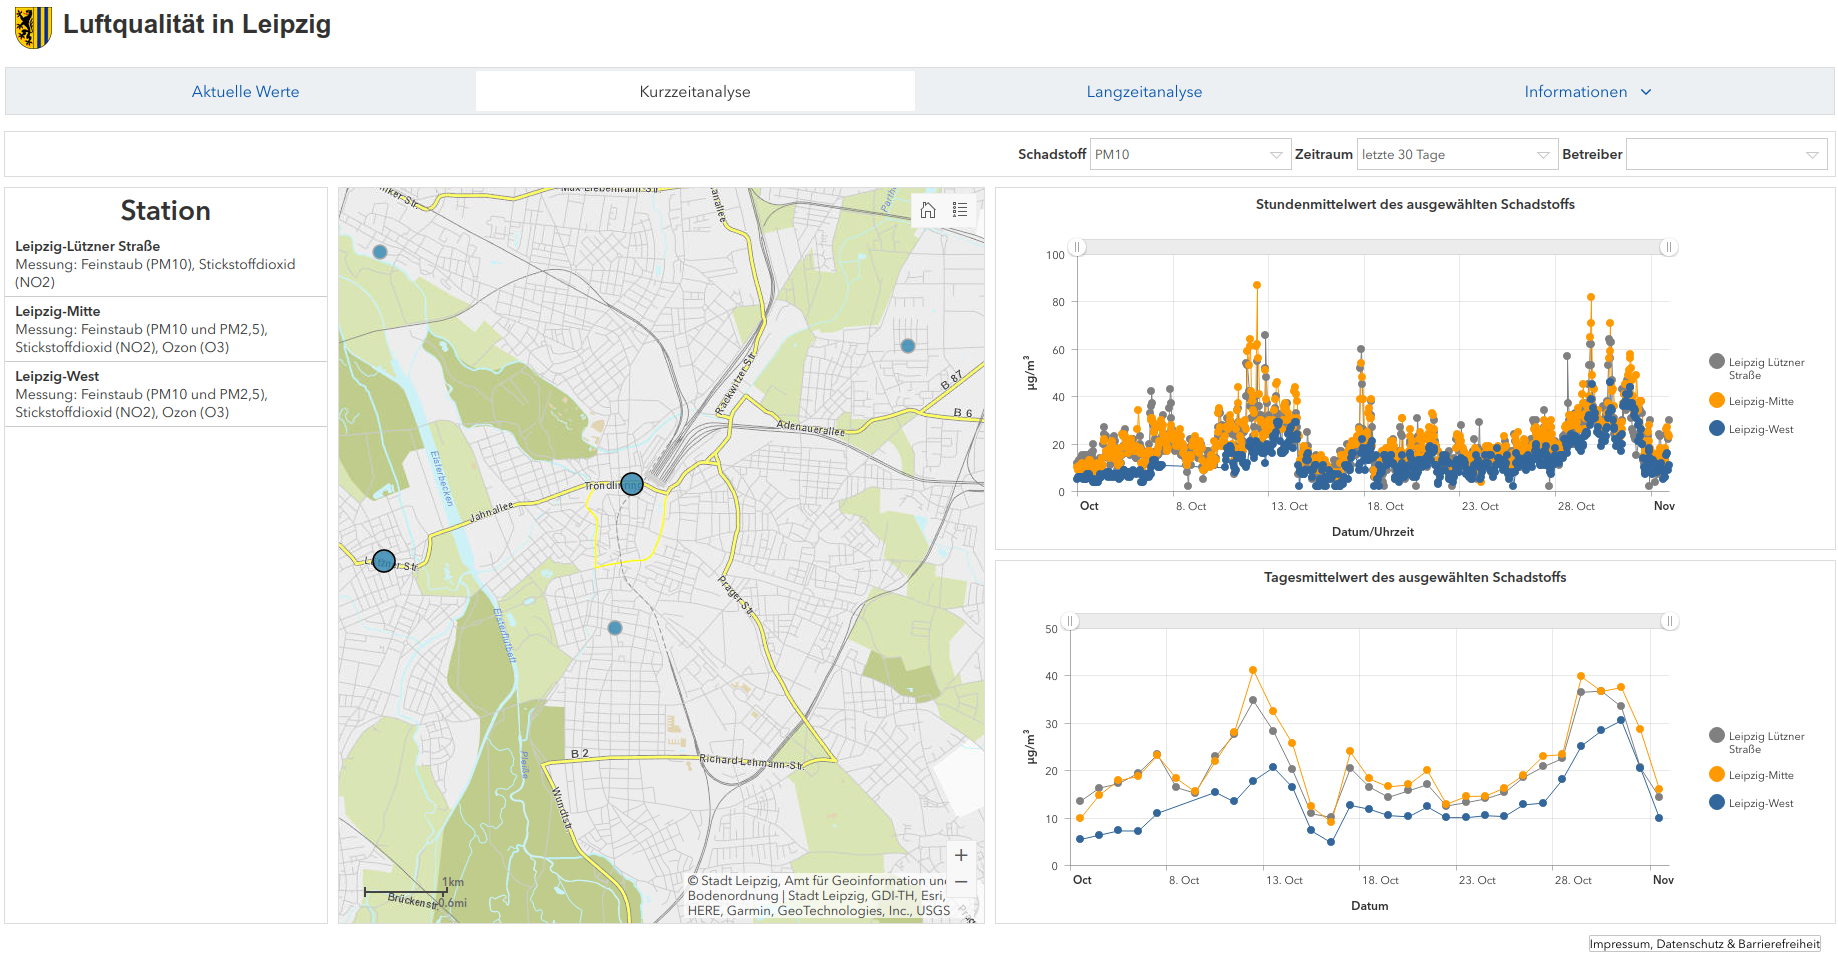 Luftqualität in Leipzig
Aktuelle Werte
Kurzzeitanalyse
Langzeitanalyse
Informationen
Schadstoff PM10
Zeitraum letzte 30 Tage
Betreiber
Station
Leipzig-Lützner Straße
Messung: Feinstaub (PM10), Stickstoffdioxid
(NO2)
Leipzig-Mitte
Messung: Feinstaub (PM10 und PM2,5),
Stickstoffdioxid (NO2), Ozon (O3)
Leipzig-West
Messung: Feinstaub (PM10 und PM2,5),
Stickstoffdioxid (NO2), Ozon (O3)
Rackwitzer Str.
B 87
B 6
Adenauerallee
Jahnallee
Elsterbecken
Elsterflutbett
Prager Str.
Pleiße
B 2
Richard-Lehmann-Str.
Wundtstr.
Brückenstr.
1km
0.6mi
+
−
© Stadt Leipzig, Amt für Geoinformation und
Bodenordnung | Stadt Leipzig, GDI-TH, Esri,
HERE, Garmin, GeoTechnologies, Inc., USGS
Stundenmittelwert des ausgewählten Schadstoffs
100
80
60
40
20
0
µg/m³
Oct
8. Oct
13. Oct
18. Oct
23. Oct
28. Oct
Nov
Datum/Uhrzeit
Leipzig Lützner
Straße
Leipzig-Mitte
Leipzig-West
Tagesmittelwert des ausgewählten Schadstoffs
50
40
30
20
10
0
µg/m³
Oct
8. Oct
13. Oct
18. Oct
23. Oct
28. Oct
Nov
Datum
Leipzig Lützner
Straße
Leipzig-Mitte
Leipzig-West
Impressum, Datenschutz & Barrierefreiheit